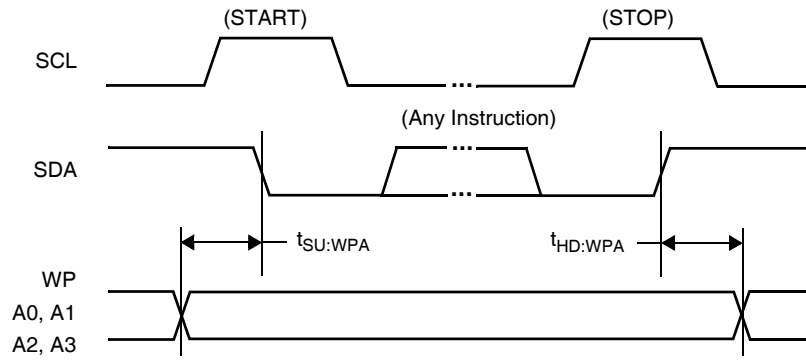 (START) (STOP)
SCL
...
(Any Instruction)
...
SDA
...
tSU:WPA tHD:WPA
WP
A0, A1
A2, A3